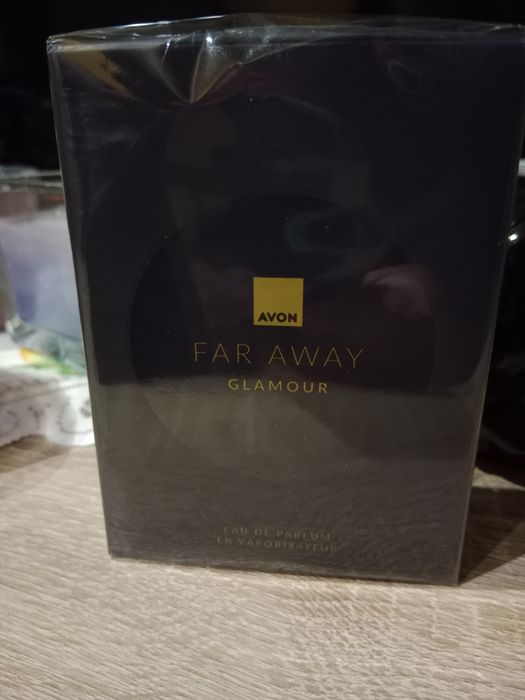 AVON
FAR AWAY
GLAMOUR
EAU DE PARFUM
EN VAPORISATEUR